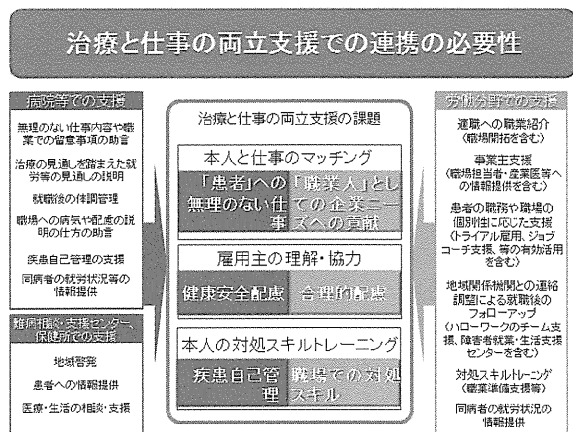 治療と仕事の両立支援での連携の必要性
病院等での支援
無理のない仕事内容や職
業での留意事項の助言
治療の見通しを踏まえた就
労等の見通しの説明
就職後の体調管理
職場への病気や配慮の説
明の仕方の助言
疾患自己管理の支援
同病者の就労状況等の
情報提供
難病相談・支援センター、
保健所での支援
地域啓発
患者への情報提供
医療・生活の相談・支援
治療と仕事の両立支援の課題
本人と仕事のマッチング
「患者」への
無理のない仕
事
「職業人」とし
ての企業ニー
ズへの貢献
雇用主の理解・協力
健康安全配慮
合理的配慮
本人の対処スキルトレーニング
疾患自己管
理
職場での対処
スキル
労働分野での支援
適職への職業紹介
(職場開拓を含む)
事業主支援
(職場担当者・産業医等へ
の情報提供を含む)
患者の職務や職場の
個別性に応じた支援
(トライアル雇用、ジョブ
コーチ支援、等の有効活用
を含む)
地域関係機関との連絡
調整による就職後の
フォローアップ
(ハローワークのチーム支
援、障害者就業・生活支援
センターを含む)
対処スキルトレーニング
(職業準備支援等)
同病者の就労状況の
情報提供